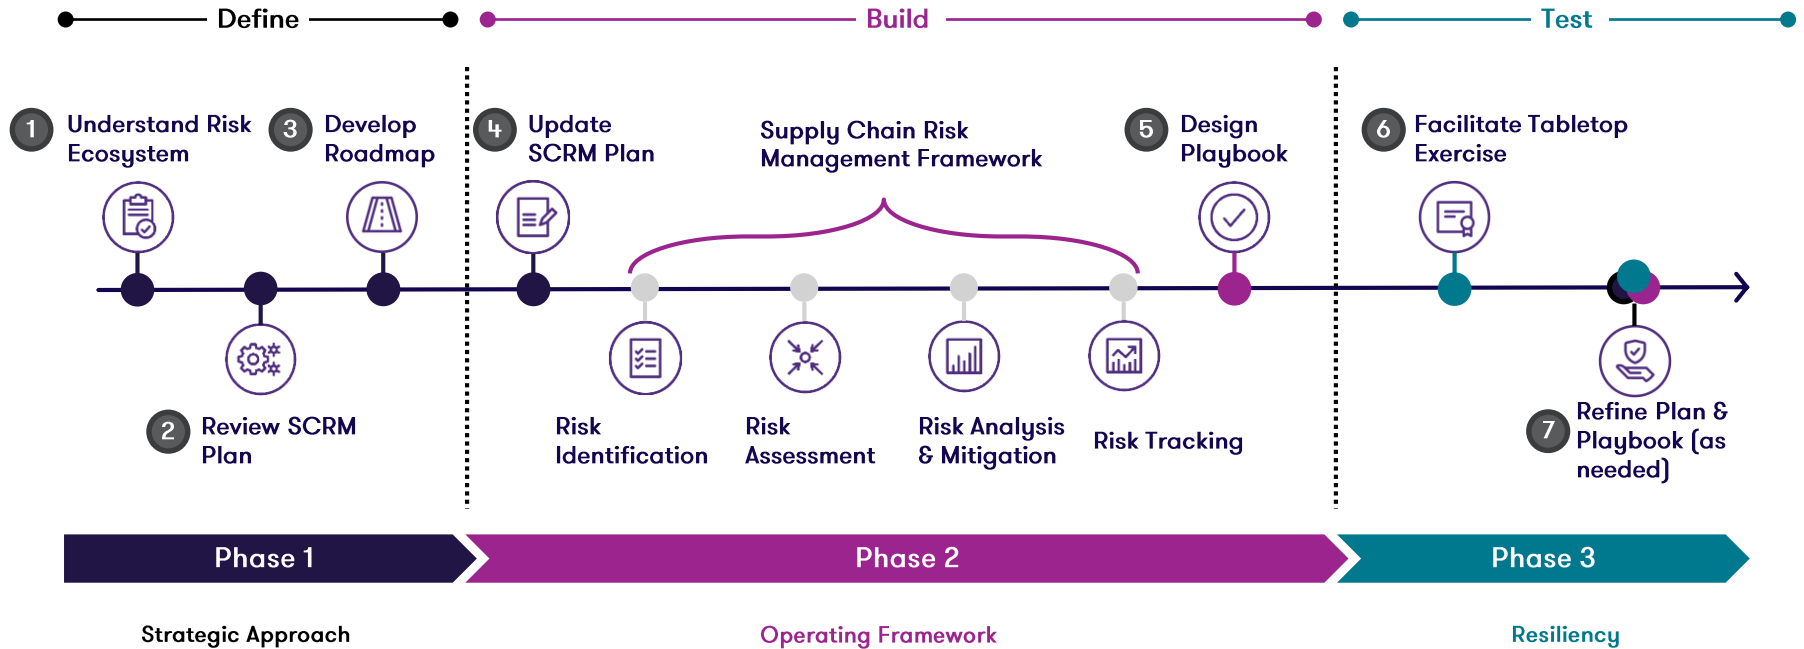 Define
Build
Test
1
Understand Risk
Ecosystem
3
Develop
Roadmap
4
Update
SCRM Plan
Supply Chain Risk
Management Framework
5
Design
Playbook
6
Facilitate Tabletop
Exercise
2
Review SCRM
Plan
Risk
Identification
Risk
Assessment
Risk Analysis
& Mitigation
Risk Tracking
7
Refine Plan &
Playbook (as
needed)
Phase 1
Phase 2
Phase 3
Strategic Approach
Operating Framework
Resiliency